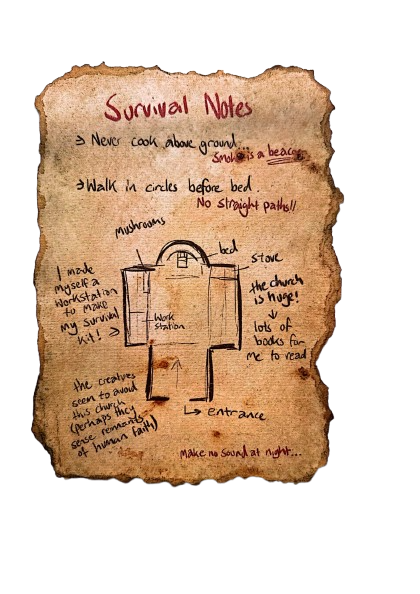 Survival Notes
→ Never cook above ground...
Smoke is a beacon
→ Walk in circles before bed.
No straight paths!!
mushrooms
bed
stove
I made
myself a
workstation
to make
my survival
kit!
the church
is huge!
lots of
books for
me to read
Work
station
the creatures
seem to avoid
this church
(perhaps they
sense remnants
of human faith)
entrance
make no sound at night...